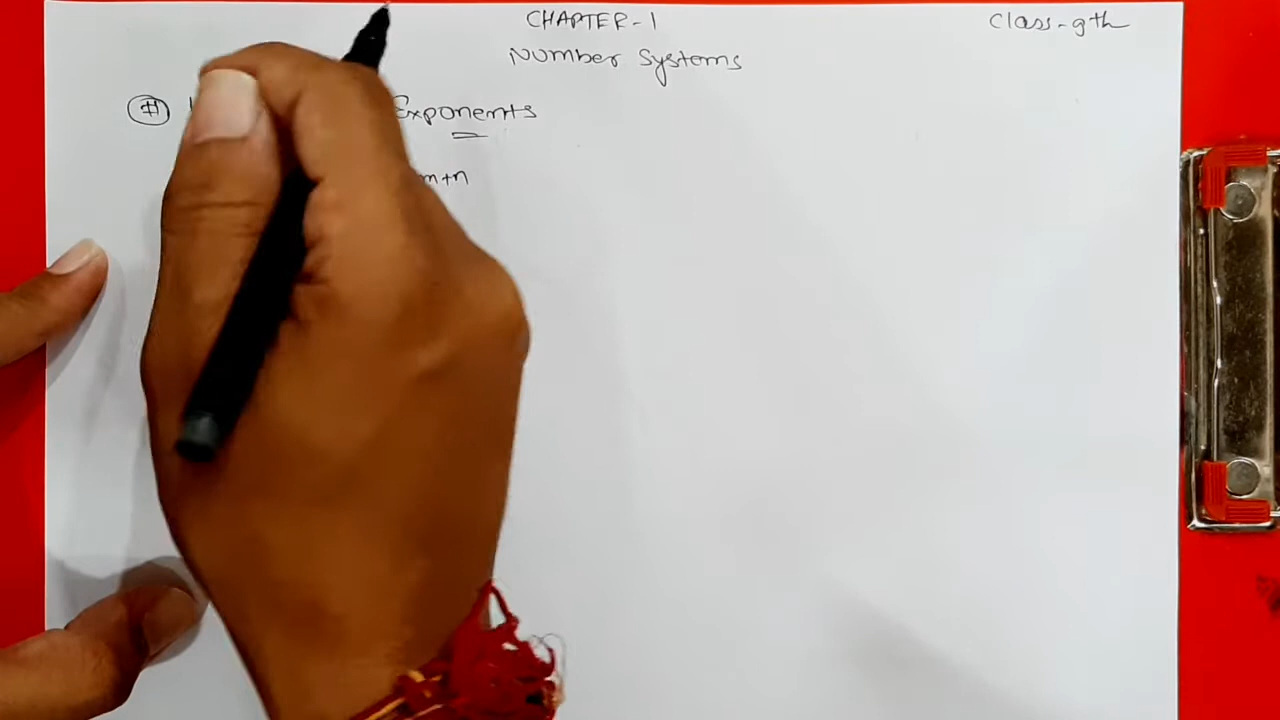 CHAPTER-1
Class-9th
Number Systems
# Exponents
m+n